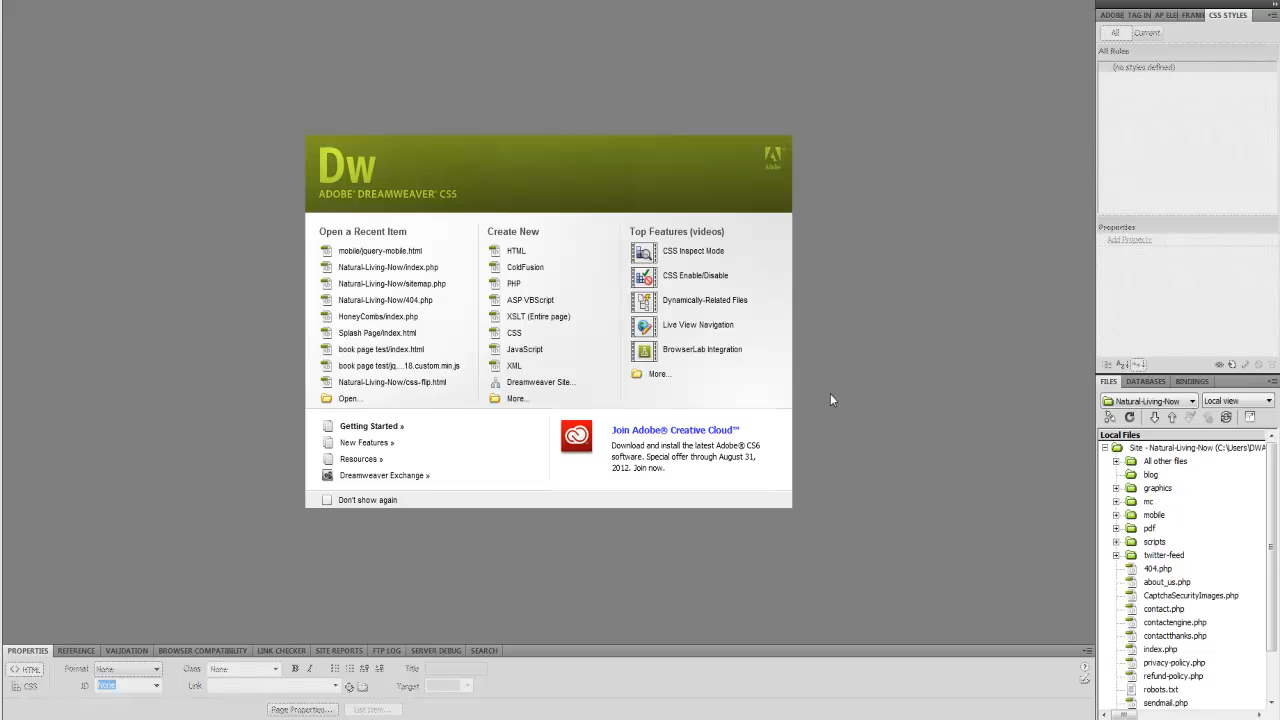 ADOBE TAG IN AP ELE FRAME CSS STYLES
All Current
All Rules
(no styles defined)
Properties
Add Property
Dw
ADOBE® DREAMWEAVER® CS5
Adobe
Open a Recent Item
mobile/jquery-mobile.html
Natural-Living-Now/index.php
Natural-Living-Now/sitemap.php
Natural-Living-Now/404.php
HoneyCombs/index.php
Splash Page/index.html
book page test/index.html
book page test/jq....18.custom.min.js
Natural-Living-Now/css-flip.html
Open...
Create New
HTML
ColdFusion
PHP
ASP VBScript
XSLT (Entire page)
CSS
JavaScript
XML
Dreamweaver Site...
More...
Top Features (videos)
CSS Inspect Mode
CSS Enable/Disable
Dynamically-Related Files
Live View Navigation
BrowserLab Integration
More...
Getting Started »
New Features »
Resources »
Dreamweaver Exchange »
Join Adobe® Creative Cloud™
Download and install the latest Adobe® CS6
software. Special offer through August 31,
2012. Join now.
Don't show again
FILES DATABASES BINDINGS
Natural-Living-Now Local view
Local Files
Site - Natural-Living-Now (C:\Users\DWA
All other files
blog
graphics
mc
mobile
pdf
scripts
twitter-feed
404.php
about_us.php
CaptchaSecurityImages.php
contact.php
contactengine.php
contactthanks.php
index.php
privacy-policy.php
refund-policy.php
robots.txt
sendmail.php
PROPERTIES REFERENCE VALIDATION BROWSER COMPATIBILITY LINK CHECKER SITE REPORTS FTP LOG SERVER DEBUG SEARCH
<> HTML Format None Class None B I Title
CSS ID None Link Target
Page Properties... List Item...